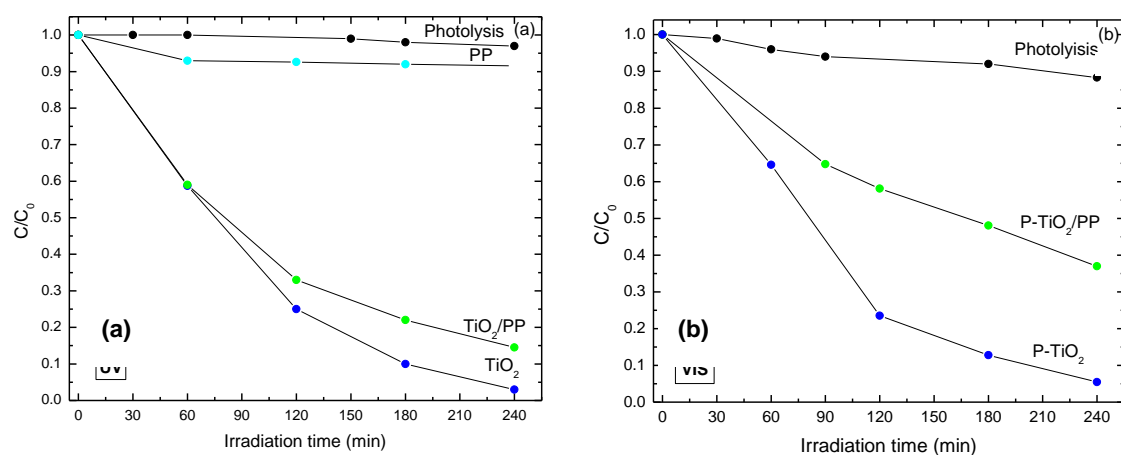 Photolysis
(a)
PP
1.0
0.9
0.8
0.7
0.6
0.5
0.4
0.3
0.2
0.1
0.0
C/C₀
(a)
UV
TiO₂/PP
TiO₂
0 30 60 90 120 150 180 210 240
Irradiation time (min)
(b)
Photolyisis
1.0
0.9
0.8
0.7
0.6
0.5
0.4
0.3
0.2
0.1
0.0
C/C₀
P-TiO₂/PP
(b)
VIS
P-TiO₂
0 30 60 90 120 150 180 210 240
Irradiation time (min)